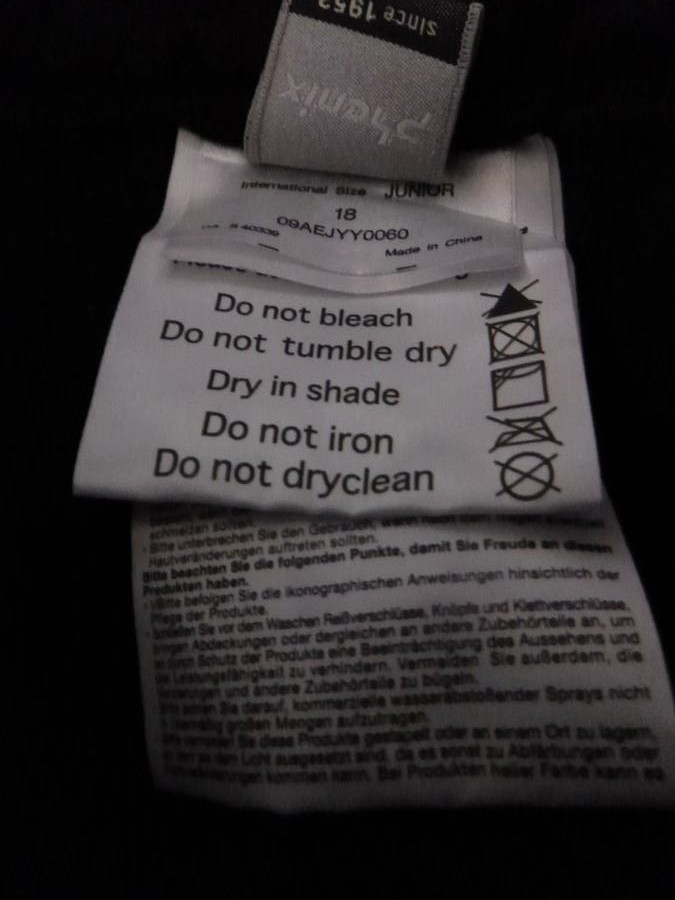 since 1952
phenix
International Size JUNIOR
18
09AEJYY0060
Made in China
Do not bleach
Do not tumble dry
Dry in shade
Do not iron
Do not dryclean
schneiden sollten.
Bitte unterbrechen Sie den Gebrauch, wenn
Hautveränderungen auftreten sollten.
Bitte beachten Sie die folgenden Punkte, damit Sie Freude an diesen
Produkten haben.
Bitte befolgen Sie die ikonographischen Anweisungen hinsichtlich der
Pflege der Produkte.
Schließen Sie vor dem Waschen Reißverschlüsse, Knöpfe und Klettverschlüsse,
Abdeckungen oder dergleichen an andere Zubehörteile an, um
Schutz der Produkte eine Beeinträchtigung des Aussehens und
Leistungsfähigkeit zu verhindern. Vermeiden Sie außerdem, die
und andere Zubehörteile zu bügeln.
Sie darauf, kommerzielle wasserabstoßender Sprays nicht
großen Mengen aufzutragen.
Sie diese Produkte gestapelt oder an einem Ort zu lagern,
dem Licht ausgesetzt sind, da es sonst zu Abfärbungen oder
kommen kann. Bei Produkten heller Farbe kann es